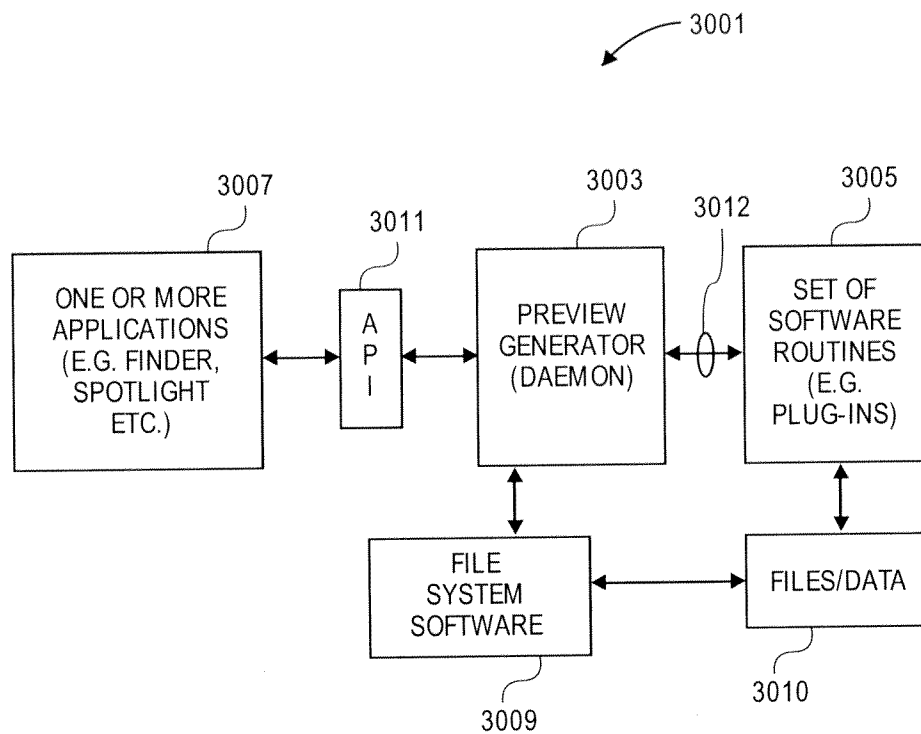 3001
3007
3011
3003
3012
3005
ONE OR MORE
APPLICATIONS
(E.G. FINDER,
SPOTLIGHT
ETC.)
A
P
I
PREVIEW
GENERATOR
(DAEMON)
SET OF
SOFTWARE
ROUTINES
(E.G.
PLUG-INS)
FILE
SYSTEM
SOFTWARE
FILES/DATA
3009
3010